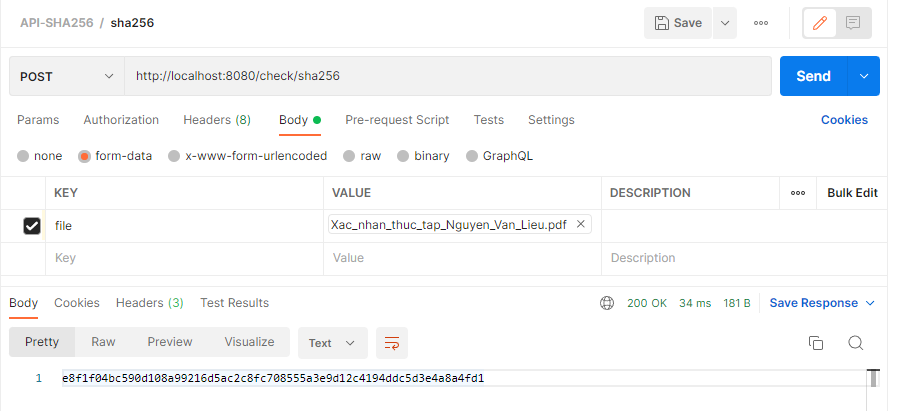 API-SHA256 / sha256
Save
POST
http://localhost:8080/check/sha256
Send
Params Authorization Headers (8) Body Pre-request Script Tests Settings Cookies
none form-data x-www-form-urlencoded raw binary GraphQL
KEY VALUE DESCRIPTION Bulk Edit
file Xac_nhan_thuc_tap_Nguyen_Van_Lieu.pdf
Key Value Description
Body Cookies Headers (3) Test Results 200 OK 34 ms 181 B Save Response
Pretty Raw Preview Visualize Text
1 e8f1f04bc590d108a99216d5ac2c8fc708555a3e9d12c4194ddc5d3e4a8a4fd1